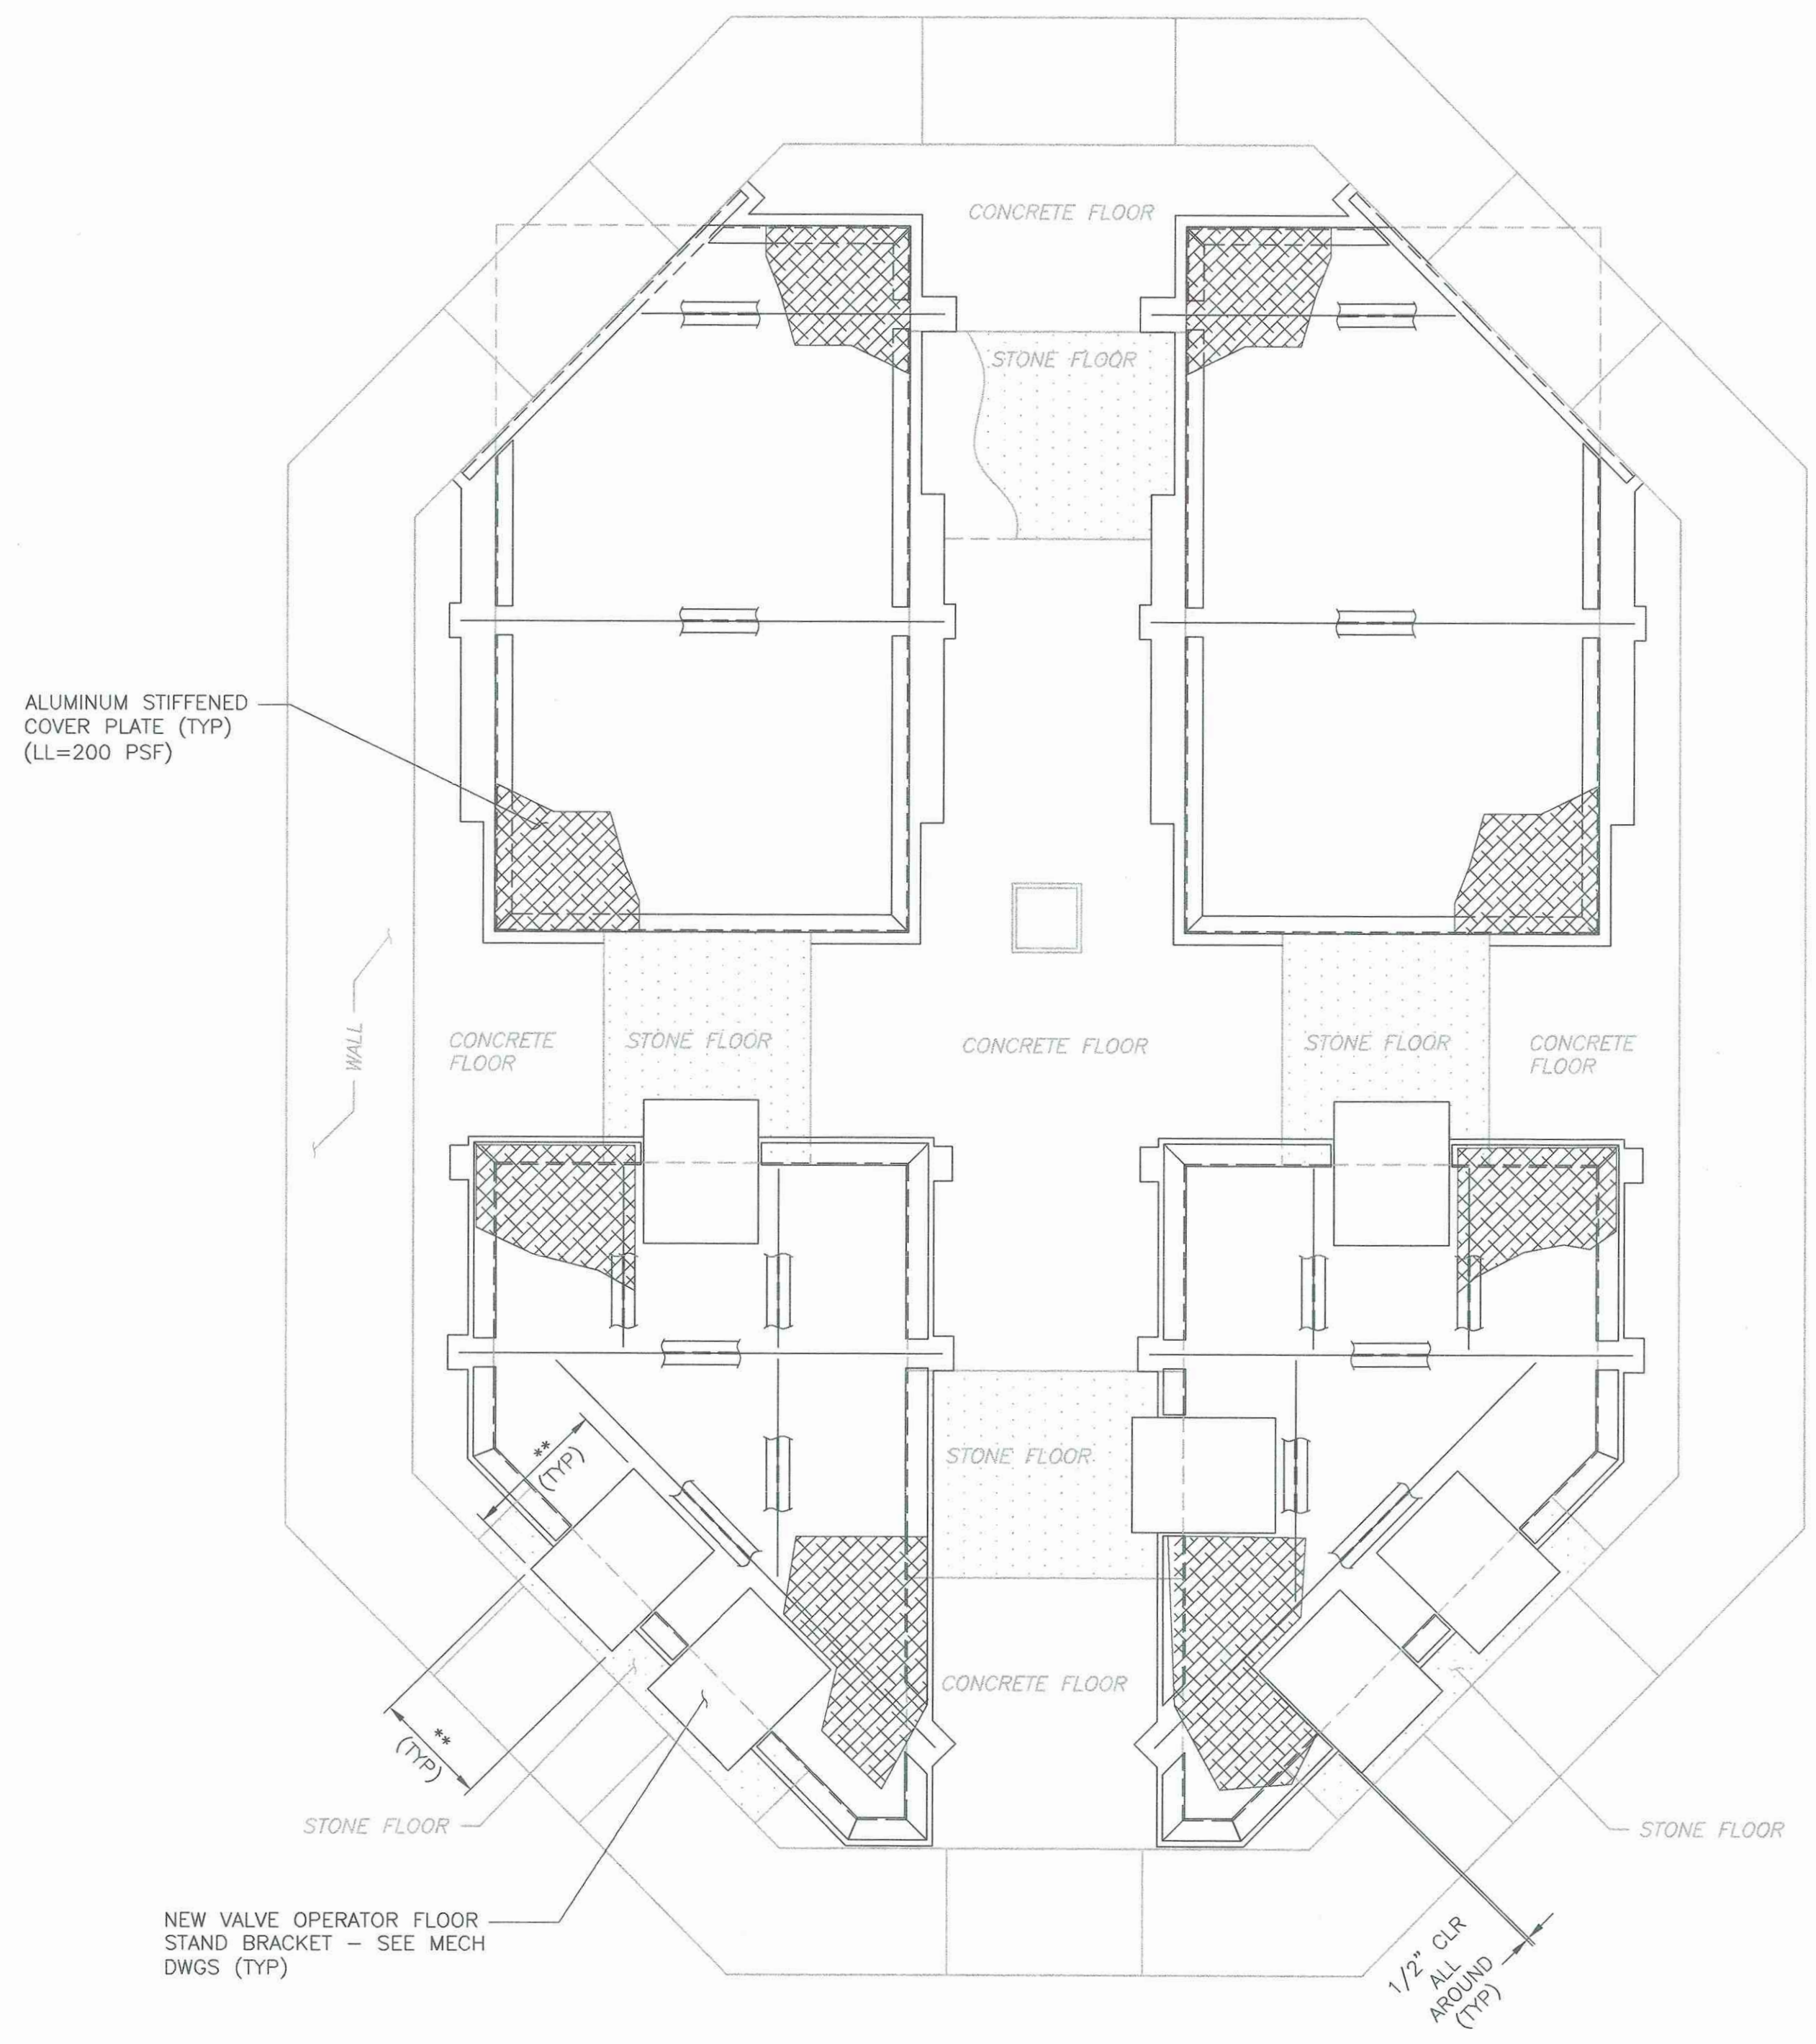 CONCRETE FLOOR
STONE FLOOR
ALUMINUM STIFFENED
COVER PLATE (TYP)
(LL=200 PSF)
WALL
CONCRETE
FLOOR
STONE FLOOR
CONCRETE FLOOR
STONE FLOOR
CONCRETE
FLOOR
**
(TYP)
STONE FLOOR
CONCRETE FLOOR
**
(TYP)
STONE FLOOR
STONE FLOOR
NEW VALVE OPERATOR FLOOR
STAND BRACKET – SEE MECH
DWGS (TYP)
1/2" CLR
ALL
AROUND
(TYP)